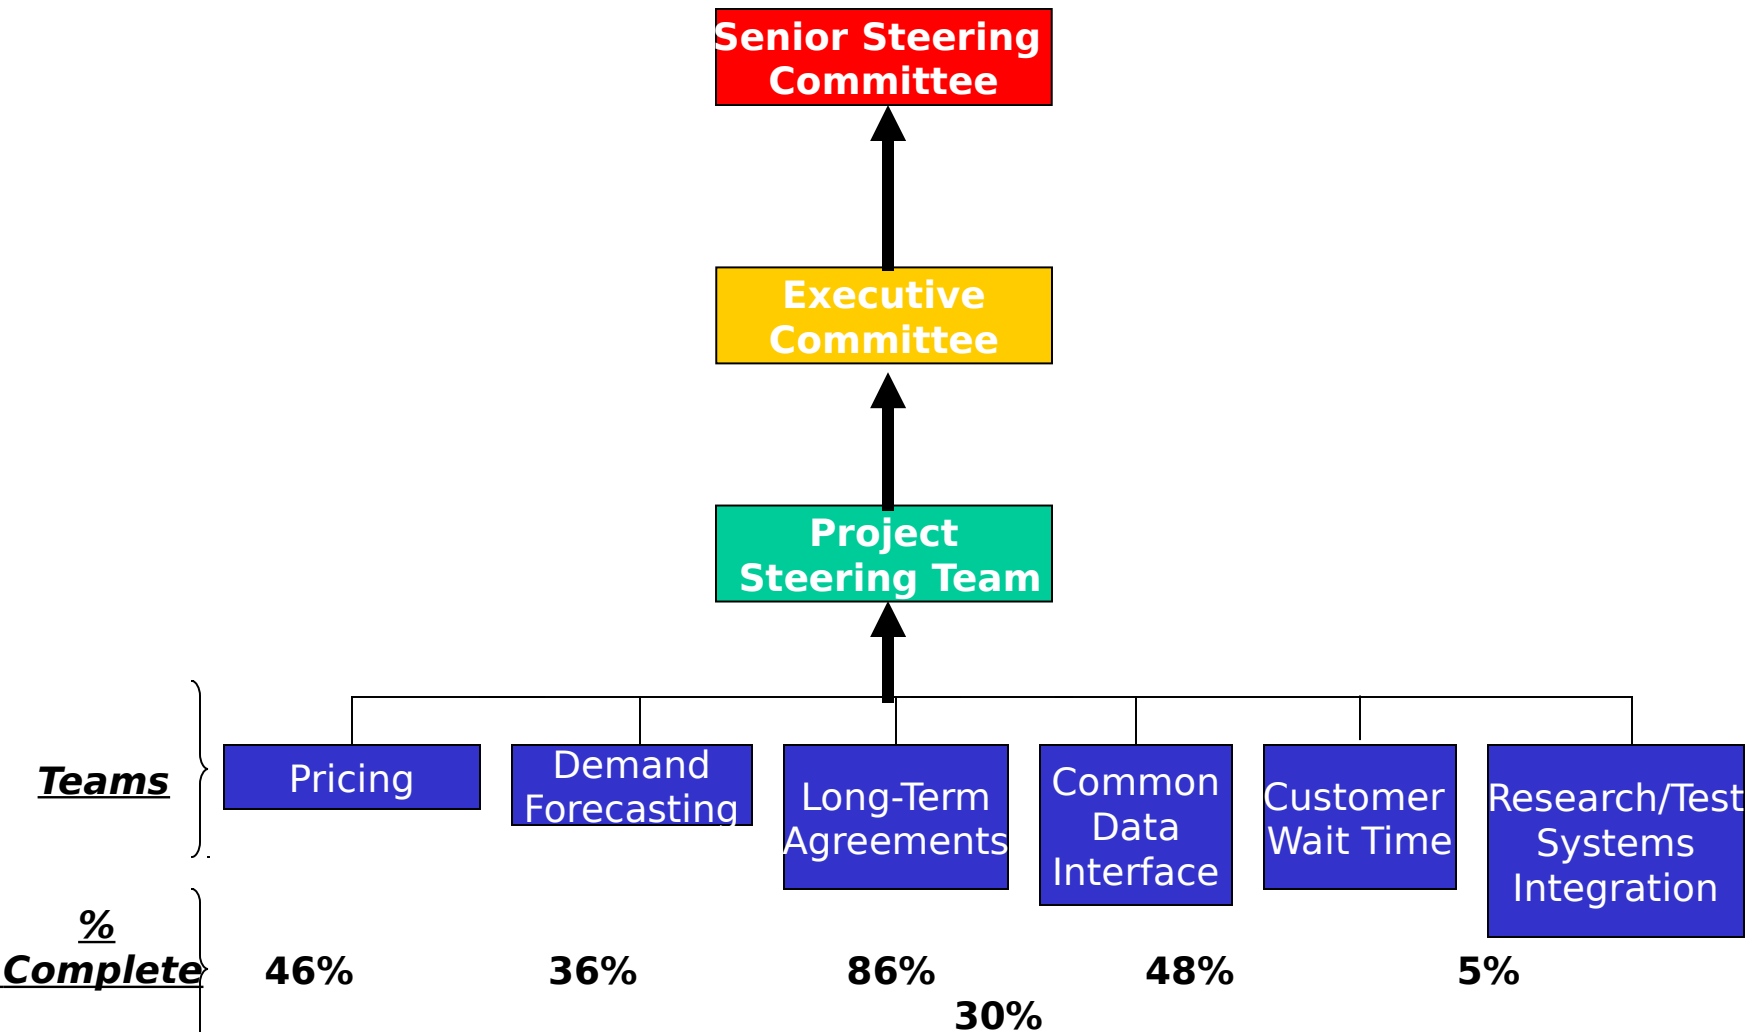 Senior Steering
Committee
Executive
Committee
Project
Steering Team
Teams
Pricing
Demand
Forecasting
Long-Term
Agreements
Common
Data
Interface
Customer
Wait Time
Research/Test
Systems
Integration
%
Complete
46% 36% 86% 48% 5%
30%